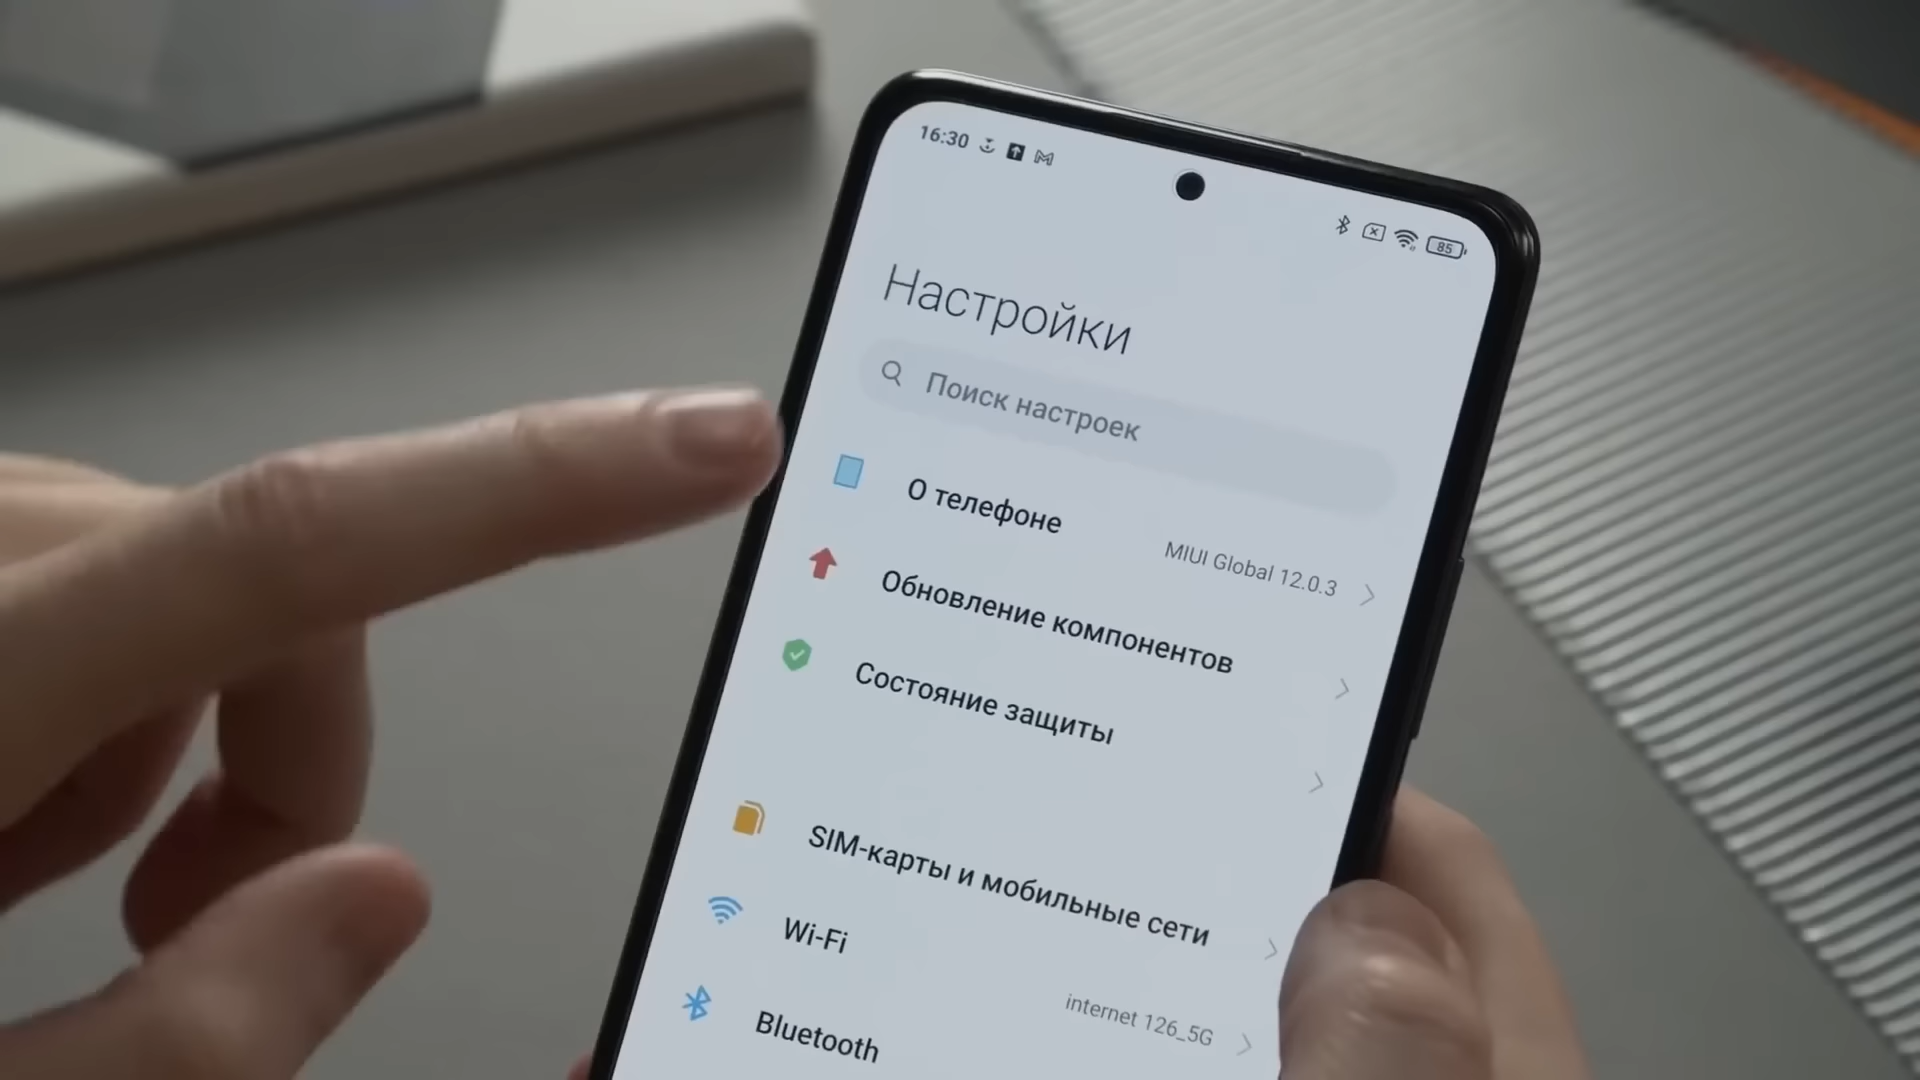 16:30
85
Настройки
Поиск настроек
О телефоне
MIUI Global 12.0.3
Обновление компонентов
Состояние защиты
SIM-карты и мобильные сети
Wi-Fi
internet 126_5G
Bluetooth